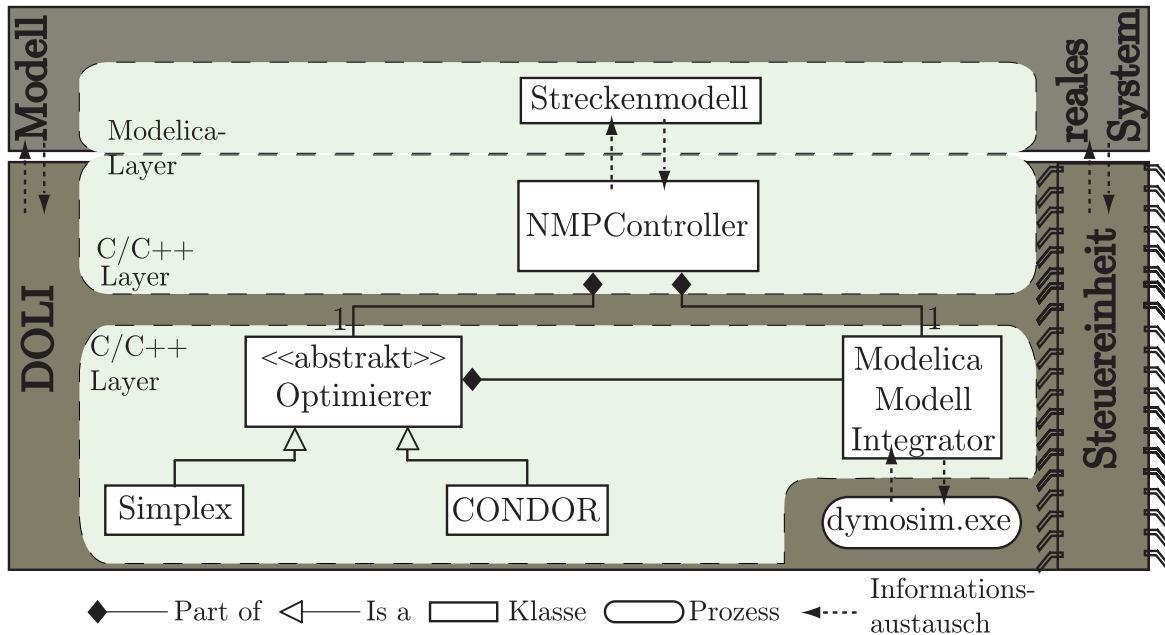 Modell
reales
System
Streckenmodell
Modelica-
Layer
NMPController
C/C++
Layer
DOLI
Steuereinheit
1
1
C/C++
Layer
<<abstrakt>>
Optimierer
Modelica
Modell
Integrator
Simplex
CONDOR
dymosim.exe
Part of
Is a
Klasse
Prozess
Informations-
austausch